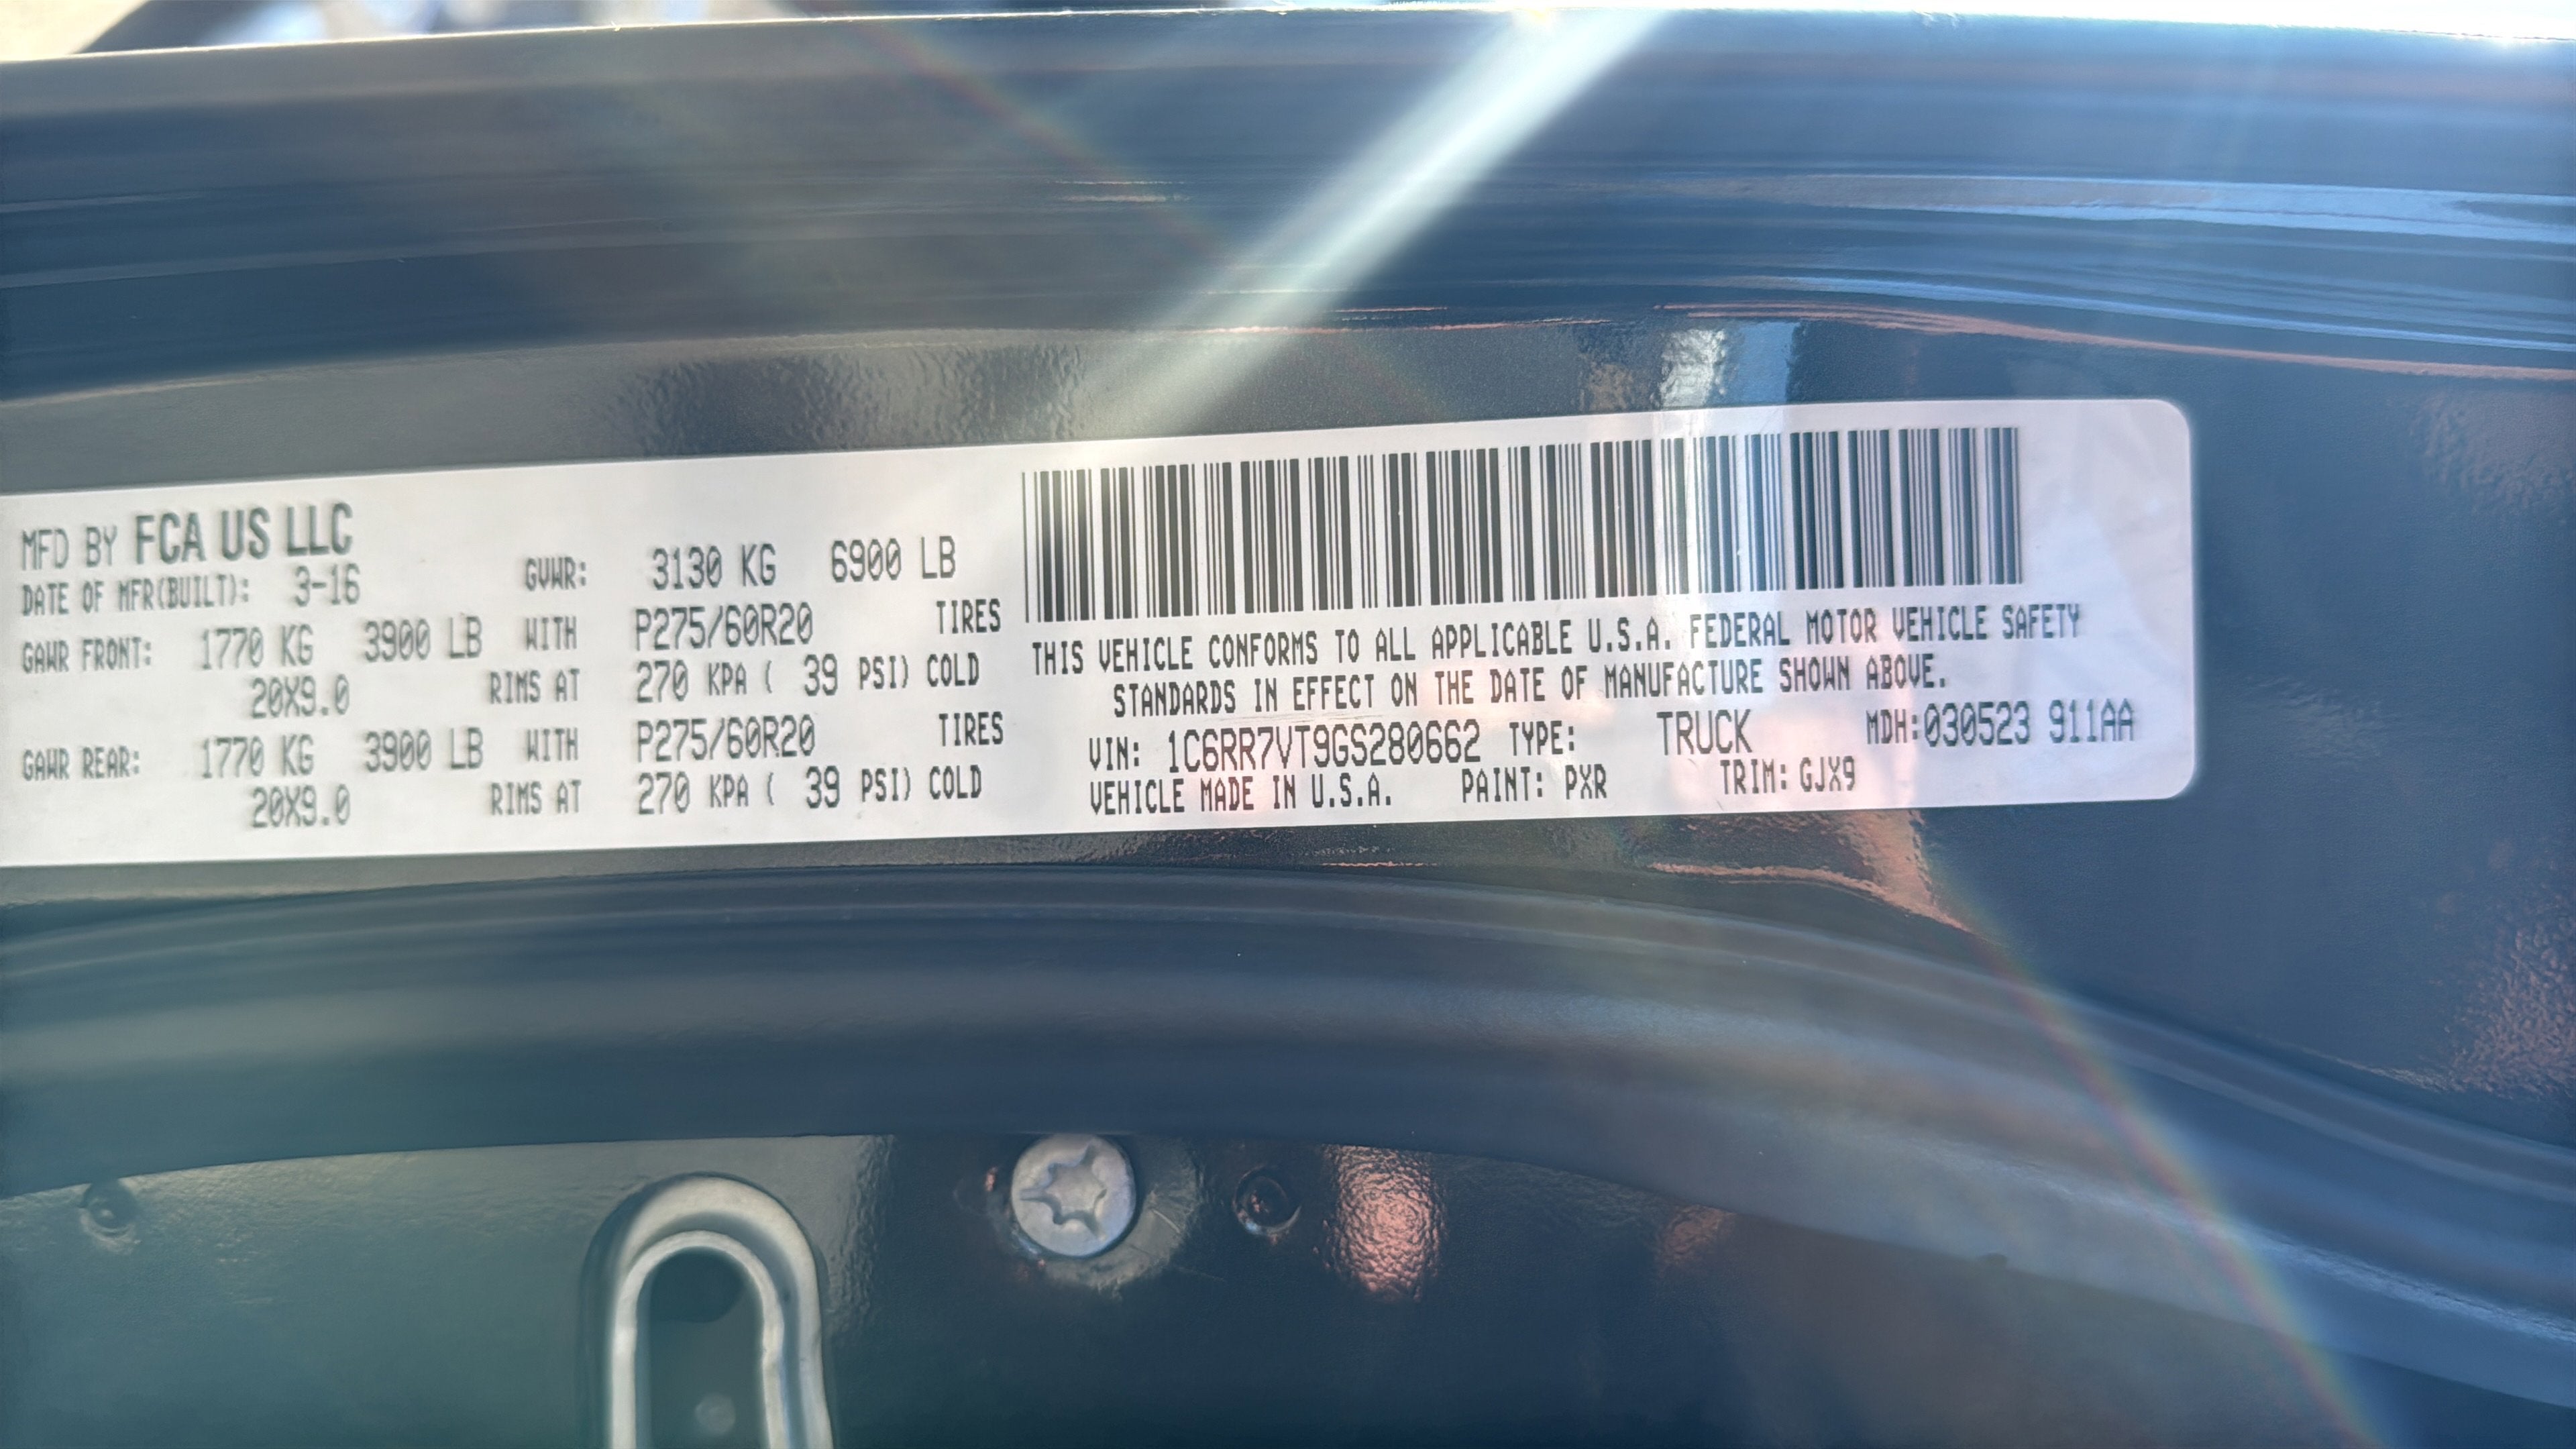 MFD BY FCA US LLC
DATE OF MFR(BUILT): 3-16 GVWR: 3130 KG 6900 LB
GAWR FRONT: 1770 KG 3900 LB WITH P275/60R20 TIRES
20X9.0 RIMS AT 270 KPA ( 39 PSI) COLD
GAWR REAR: 1770 KG 3900 LB WITH P275/60R20 TIRES
20X9.0 RIMS AT 270 KPA ( 39 PSI) COLD
THIS VEHICLE CONFORMS TO ALL APPLICABLE U.S.A. FEDERAL MOTOR VEHICLE SAFETY
STANDARDS IN EFFECT ON THE DATE OF MANUFACTURE SHOWN ABOVE.
VIN: 1C6RR7VT9GS280662 TYPE: TRUCK MDH:030523 911AA
VEHICLE MADE IN U.S.A. PAINT: PXR TRIM: GJX9